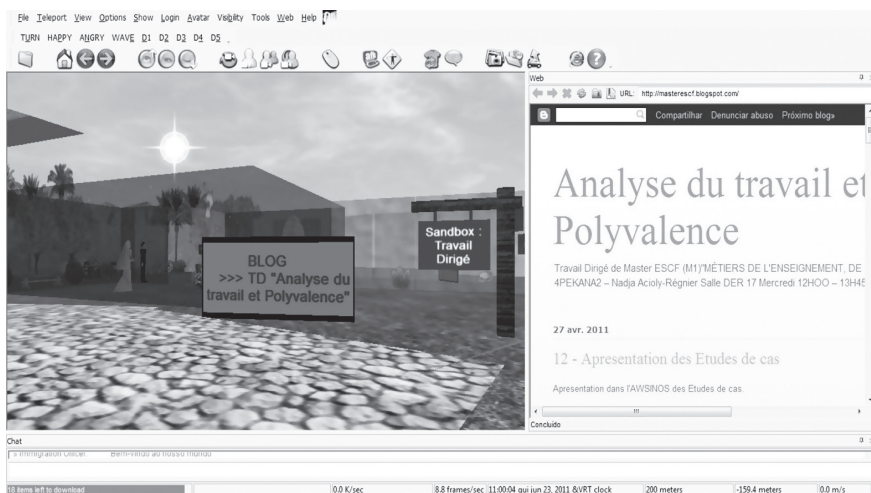 File Teleport View Options Show Login Avatar Visibility Tools Web Help
TURN HAPPY ANGRY WAVE D1 D2 D3 D4 D5
Web
URL: http://masterescf.blogspot.com/
Compartilhar Denunciar abuso Próximo blog»
Analyse du travail et
Polyvalence
Travail Dirigé de Master ESCF (M1)"MÉTIERS DE L'ENSEIGNEMENT, DE
4PEKANA2 – Nadja Acioly-Régnier Salle DER 17 Mercredi 12HOO – 13H45
27 avr. 2011
12 - Apresentation des Etudes de cas
Apresentation dans l'AWSINOS des Etudes de cas.
Concluido
Sandbox :
Travail
Dirigé
BLOG
>>> TD "Analyse du
travail et Polyvalence"
Chat
's Immigration Officer: Bem-vindo ao nosso mundo
18 items left to download 0.0 K/sec 8.8 frames/sec 11:00:04 qui jun 23, 2011 &VRT clock 200 meters -159.4 meters 0.0 m/s